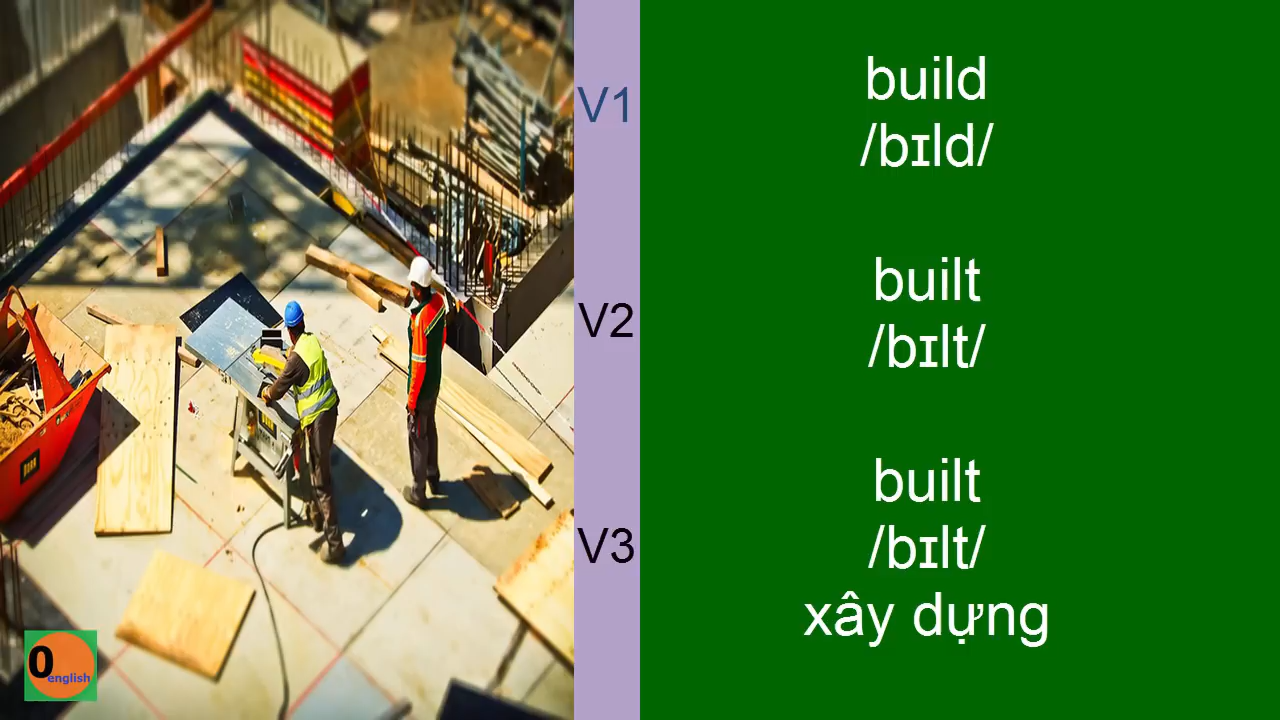 V1
build
/bɪld/
V2
built
/bɪlt/
V3
built
/bɪlt/
xây dựng
0
english